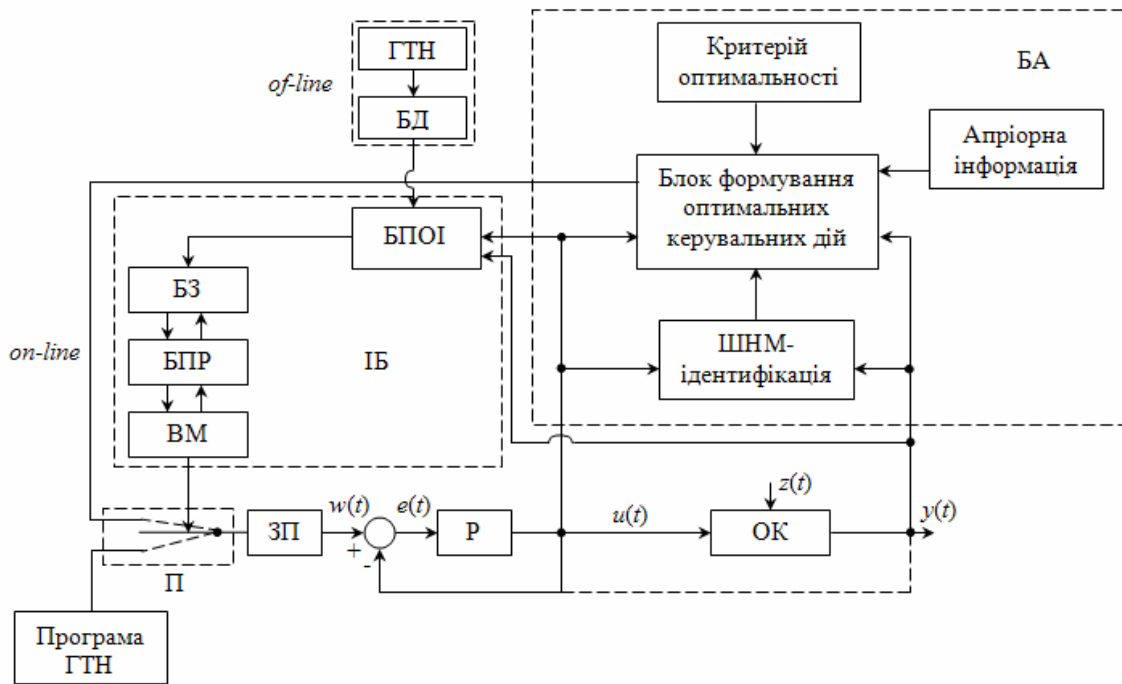 ГТН
of-line
БД
Критерій
оптимальності
БА
Апріорна
інформація
Блок формування
оптимальних
керувальних дій
БПОІ
БЗ
on-line
БПР
ІБ
ШНМ-
ідентифікація
ВМ
w(t)
e(t)
z(t)
u(t)
y(t)
ЗП
+
-
Р
ОК
П
Програма
ГТН